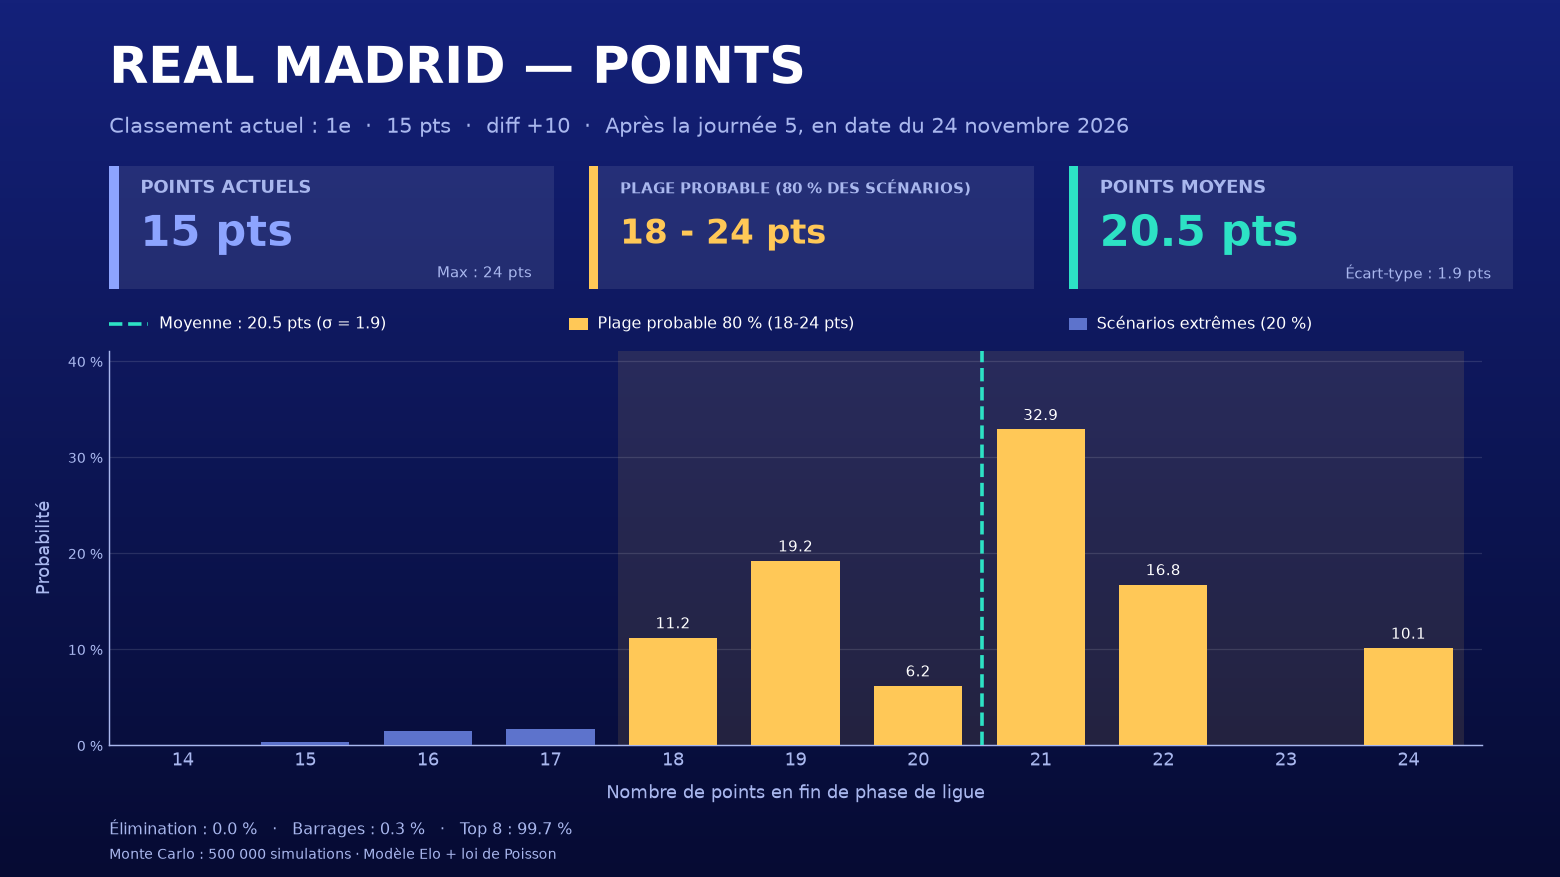 REAL MADRID — POINTS
Classement actuel : 1e · 15 pts · diff +10 · Après la journée 5, en date du 24 novembre 2026
POINTS ACTUELS
15 pts
Max : 24 pts
PLAGE PROBABLE (80 % DES SCÉNARIOS)
18 - 24 pts
POINTS MOYENS
20.5 pts
Écart-type : 1.9 pts
Moyenne : 20.5 pts (σ = 1.9)
Plage probable 80 % (18-24 pts)
Scénarios extrêmes (20 %)
Probabilité
40 %
30 %
20 %
10 %
0 %
11.2
19.2
6.2
32.9
16.8
10.1
14 15 16 17 18 19 20 21 22 23 24
Nombre de points en fin de phase de ligue
Élimination : 0.0 % · Barrages : 0.3 % · Top 8 : 99.7 %
Monte Carlo : 500 000 simulations · Modèle Elo + loi de Poisson